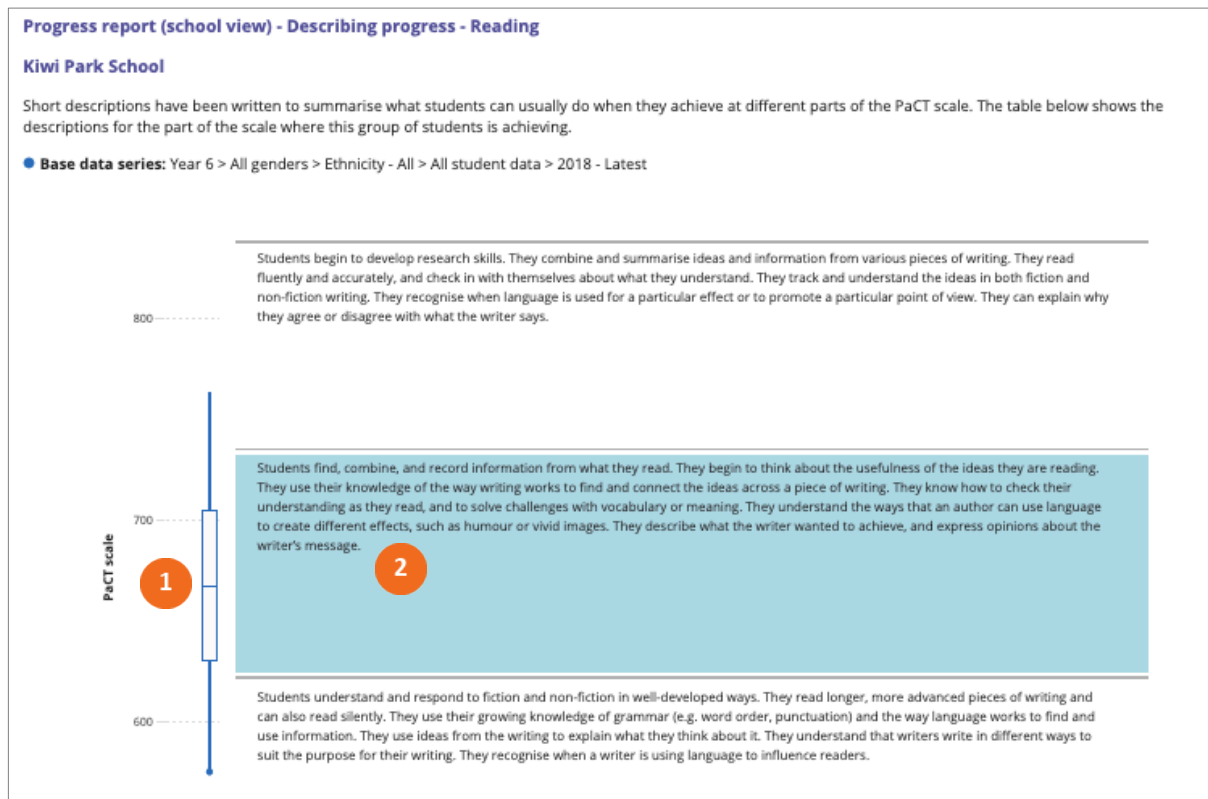 Progress report (school view) - Describing progress - Reading
Kiwi Park School
Short descriptions have been written to summarise what students can usually do when they achieve at different parts of the PaCT scale. The table below shows the
descriptions for the part of the scale where this group of students is achieving.
Base data series: Year 6 > All genders > Ethnicity - All > All student data > 2018 - Latest
Students begin to develop research skills. They combine and summarise ideas and information from various pieces of writing. They read
fluently and accurately, and check in with themselves about what they understand. They track and understand the ideas in both fiction and
non-fiction writing. They recognise when language is used for a particular effect or to promote a particular point of view. They can explain why
they agree or disagree with what the writer says.
800
Students find, combine, and record information from what they read. They begin to think about the usefulness of the ideas they are reading.
They use their knowledge of the way writing works to find and connect the ideas across a piece of writing. They know how to check their
understanding as they read, and to solve challenges with vocabulary or meaning. They understand the ways that an author can use language
to create different effects, such as humour or vivid images. They describe what the writer wanted to achieve, and express opinions about the
writer's message.
700
PaCT scale
1
2
Students understand and respond to fiction and non-fiction in well-developed ways. They read longer, more advanced pieces of writing and
can also read silently. They use their growing knowledge of grammar (e.g. word order, punctuation) and the way language works to find and
use information. They use ideas from the writing to explain what they think about it. They understand that writers write in different ways to
suit the purpose for their writing. They recognise when a writer is using language to influence readers.
600